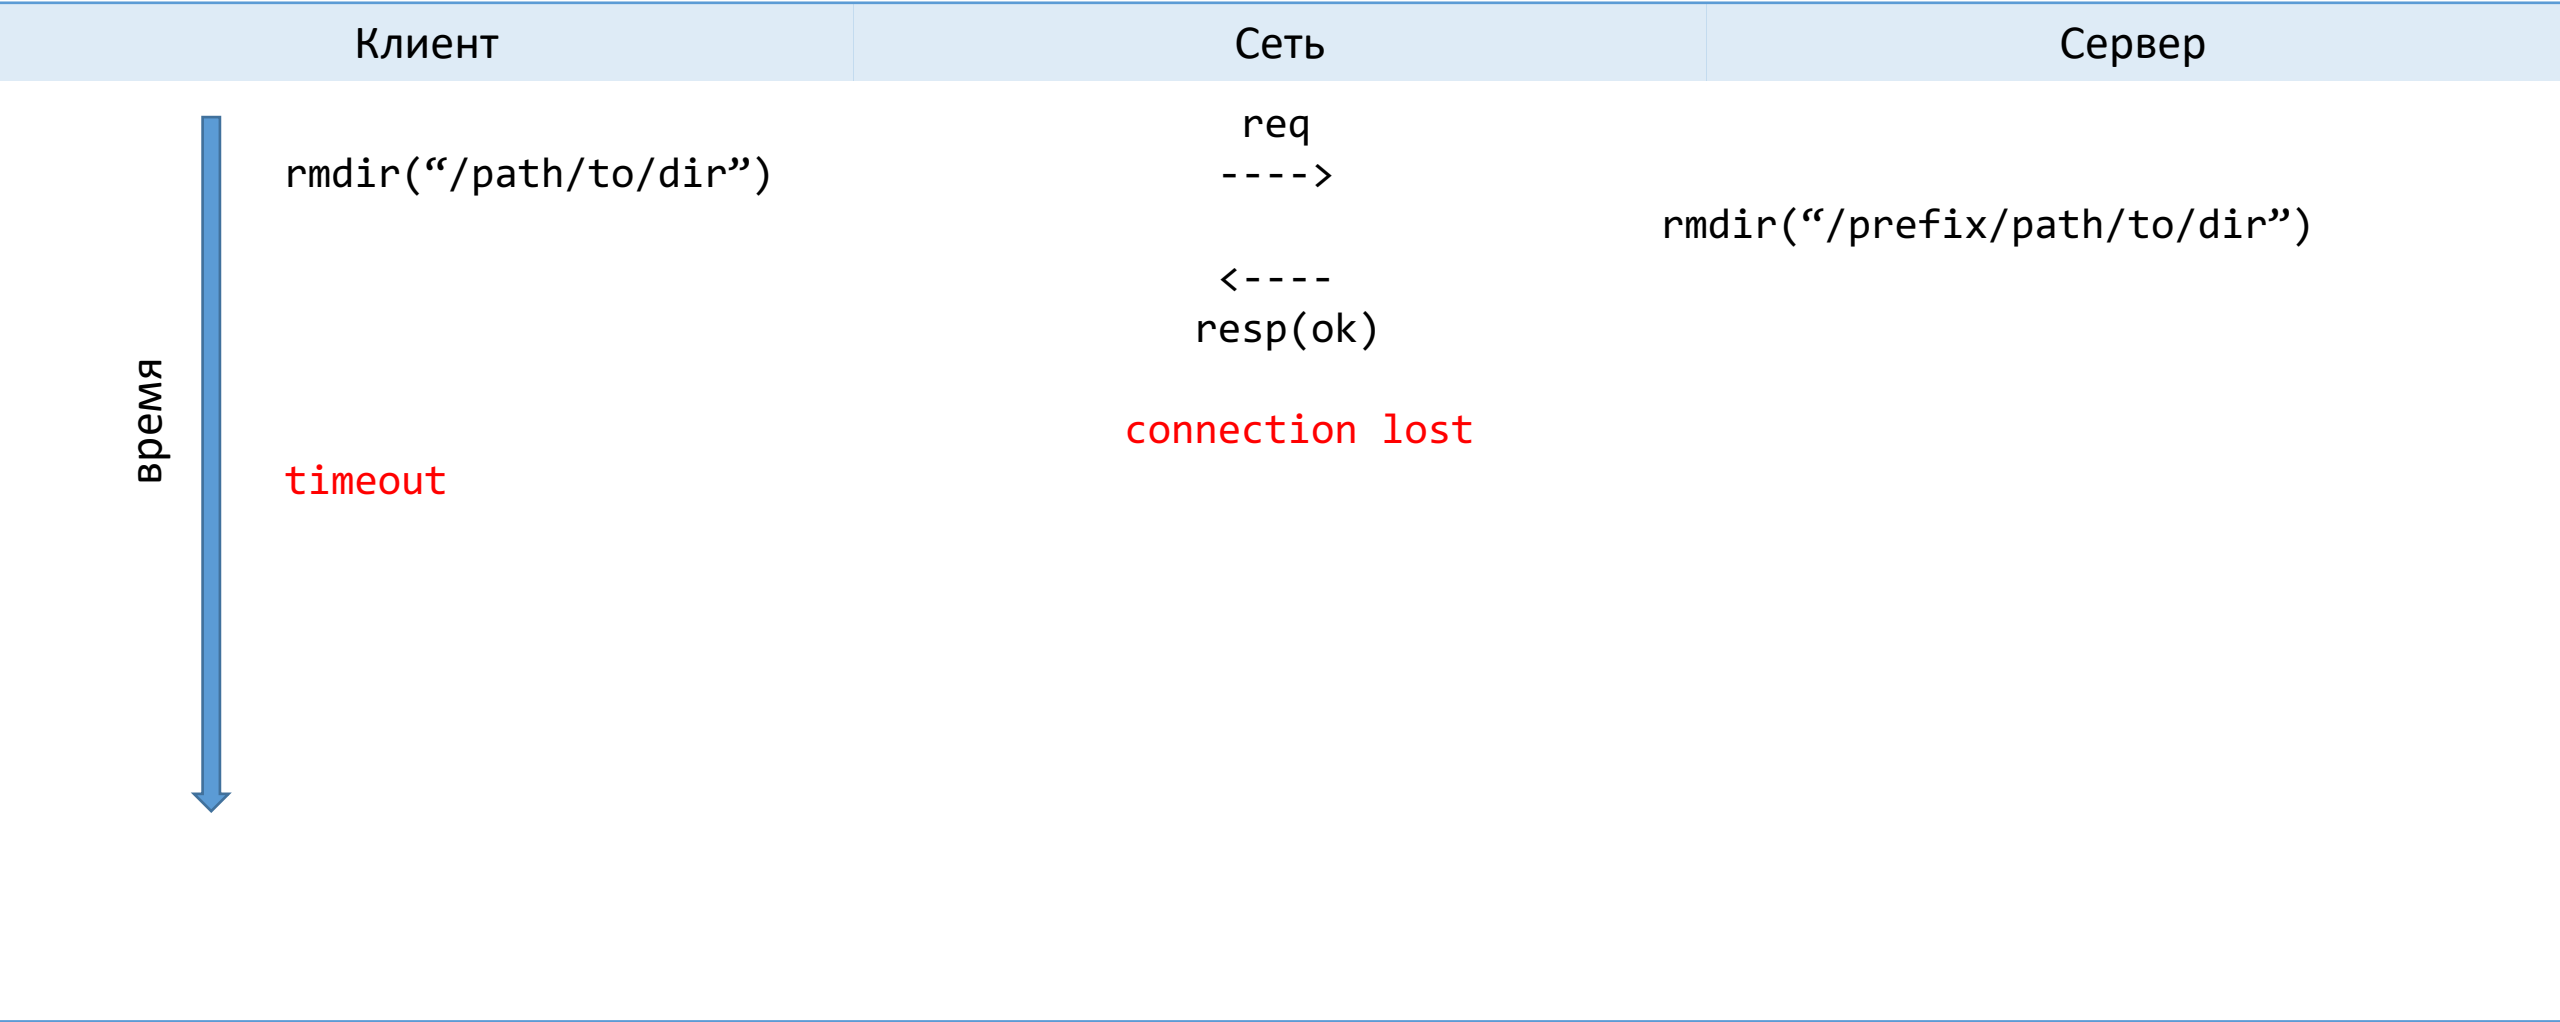 Клиент
Сеть
Сервер
req
rmdir(“/path/to/dir”)
---->
rmdir(“/prefix/path/to/dir”)
<----
resp(ok)
время
connection lost
timeout